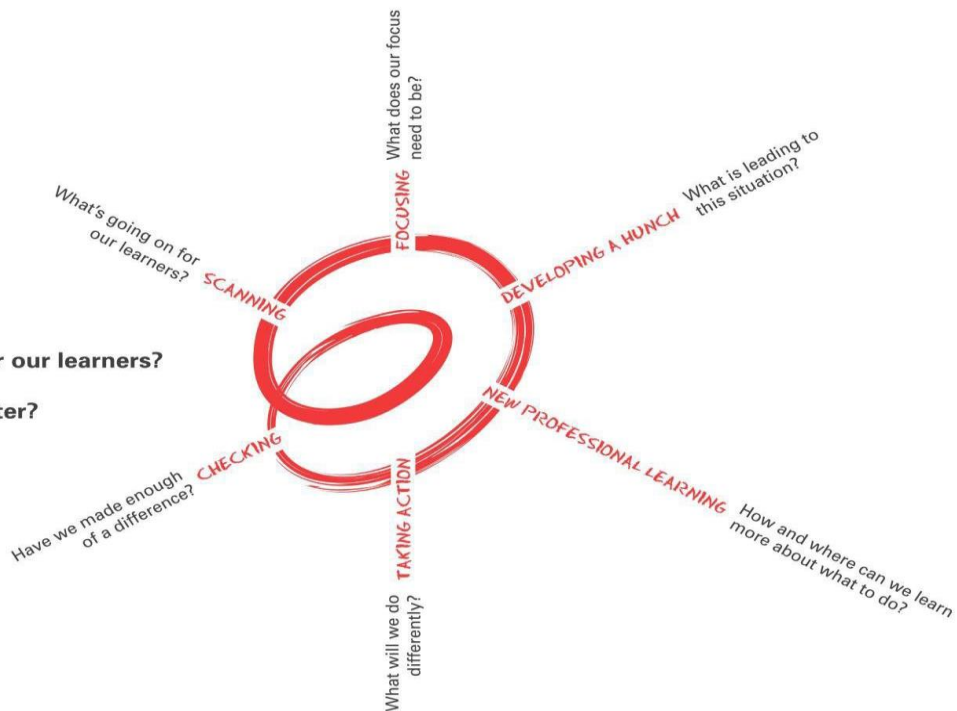 What's going on for
our learners?
SCANNING
FOCUSING
What does our focus
need to be?
DEVELOPING A HUNCH
What is leading to
this situation?
NEW PROFESSIONAL LEARNING
How and where can we learn
more about what to do?
TAKING ACTION
What will we do
differently?
CHECKING
Have we made enough
of a difference?
our learners?